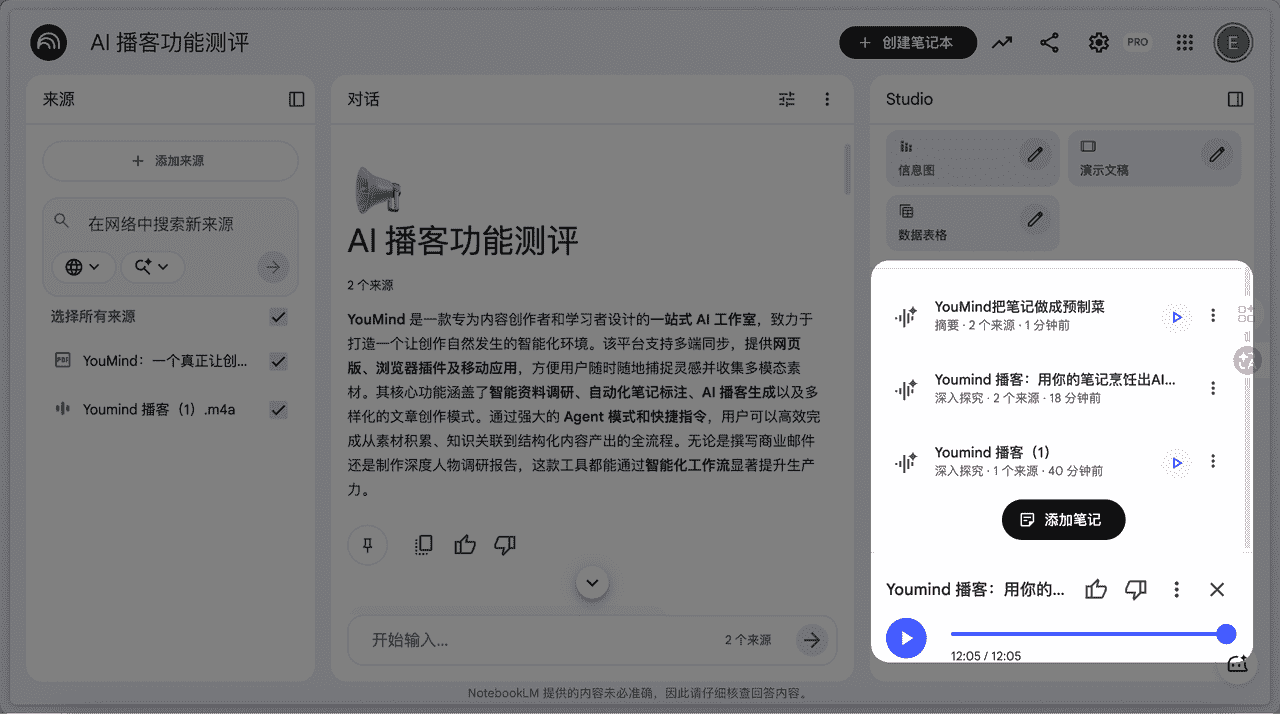 AI 播客功能测评
+ 创建笔记本
PRO
E
来源
+ 添加来源
在网络中搜索新来源
选择所有来源
PDF
YouMind：一个真正让创...
Youmind 播客（1）.m4a
对话
AI 播客功能测评
2 个来源
YouMind 是一款专为内容创作者和学习者设计的一站式 AI 工作室，致力于
打造一个让创作自然发生的智能化环境。该平台支持多端同步，提供网页
版、浏览器插件及移动应用，方便用户随时随地捕捉灵感并收集多模态素
材。其核心功能涵盖了智能资料调研、自动化笔记标注、AI 播客生成以及多
样化的文章创作模式。通过强大的 Agent 模式和快捷指令，用户可以高效完
成从素材积累、知识关联到结构化内容产出的全流程。无论是撰写商业邮件
还是制作深度人物调研报告，这款工具都能通过智能化工作流显著提升生产
力。
开始输入...
2 个来源
Studio
信息图
演示文稿
数据表格
YouMind把笔记做成预制菜
摘要 · 2 个来源 · 1 分钟前
Youmind 播客：用你的笔记烹饪出AI...
深入探究 · 2 个来源 · 18 分钟前
Youmind 播客（1）
深入探究 · 1 个来源 · 40 分钟前
添加笔记
Youmind 播客：用你的...
12:05 / 12:05
NotebookLM 提供的内容未必准确，因此请仔细核查回答内容。